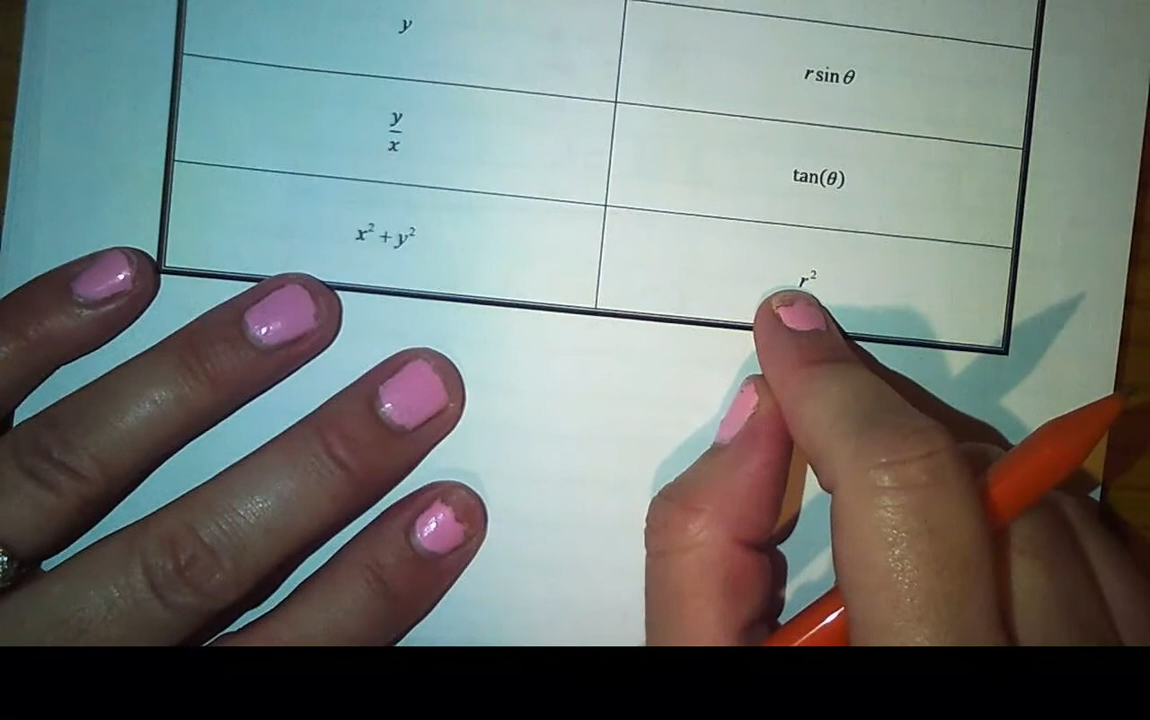 y
r sin θ
y/x
tan(θ)
x² + y²
r²